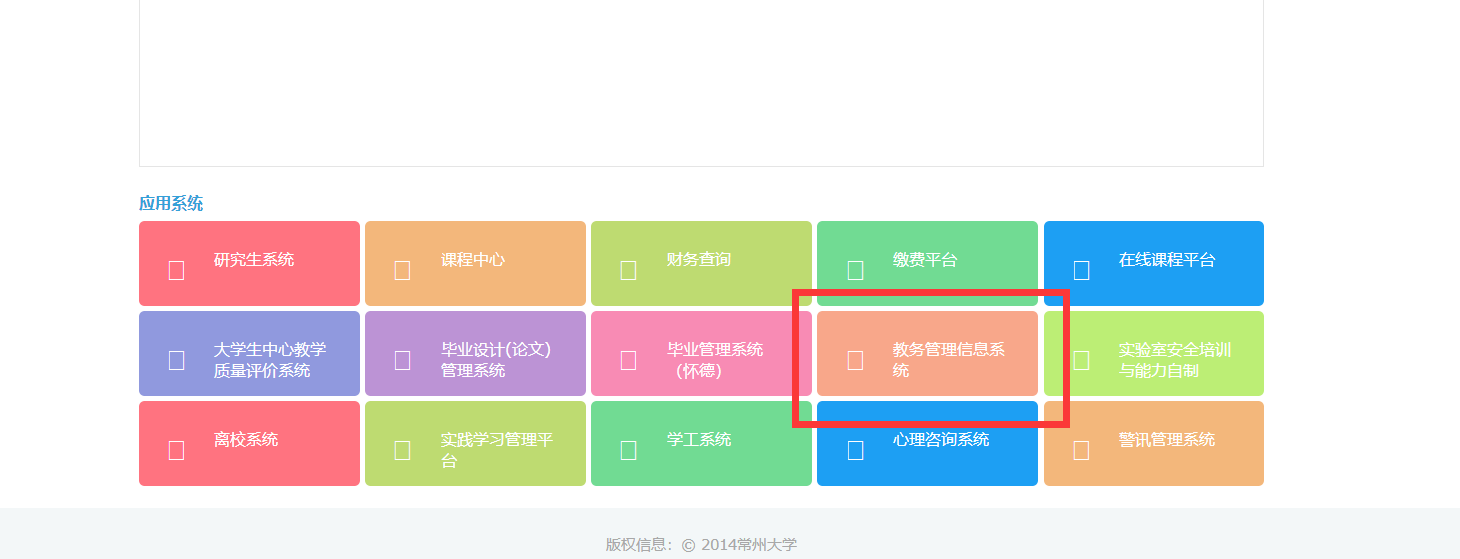 应用系统
研究生系统
课程中心
财务查询
缴费平台
在线课程平台
大学生中心教学
质量评价系统
毕业设计(论文)
管理系统
毕业管理系统
（怀德）
教务管理信息系
统
实验室安全培训
与能力自制
离校系统
实践学习管理平
台
学工系统
心理咨询系统
警讯管理系统
版权信息：© 2014常州大学